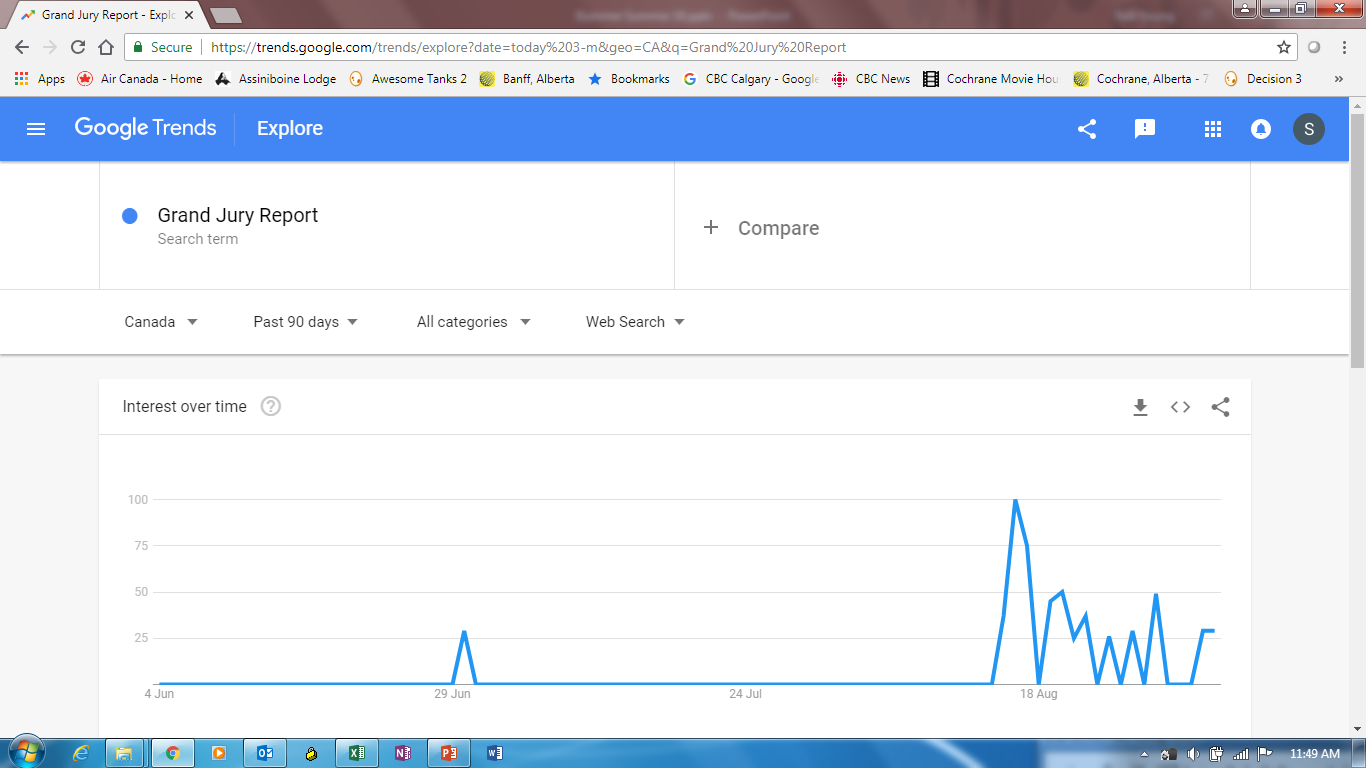 Grand Jury Report - Explo
Secure https://trends.google.com/trends/explore?date=today%203-m&geo=CA&q=Grand%20Jury%20Report
Apps Air Canada - Home Assiniboine Lodge Awesome Tanks 2 Banff, Alberta Bookmarks CBC Calgary - Google CBC News Cochrane Movie Hou Cochrane, Alberta - 7 Decision 3 »
Google Trends Explore S
Grand Jury Report
Search term
+ Compare
Canada Past 90 days All categories Web Search
Interest over time ?
100
75
50
25
4 Jun 29 Jun 24 Jul 18 Aug
11:49 AM